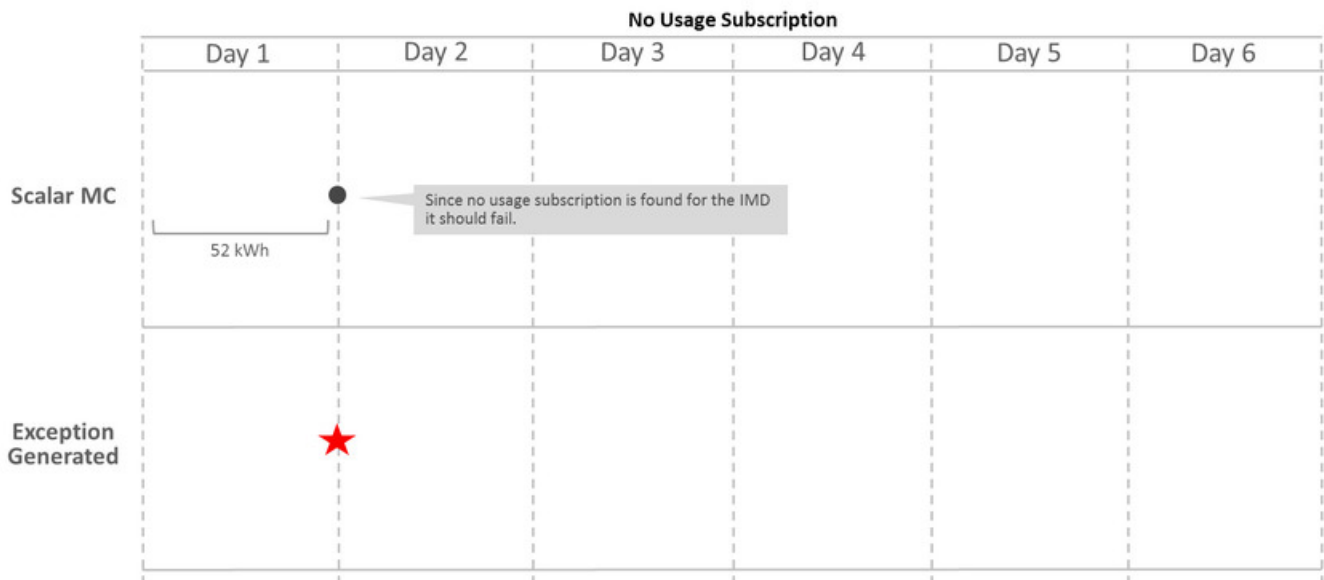 No Usage Subscription
Day 1 Day 2 Day 3 Day 4 Day 5 Day 6
Scalar MC
Since no usage subscription is found for the IMD
it should fail.
52 kWh
Exception
Generated